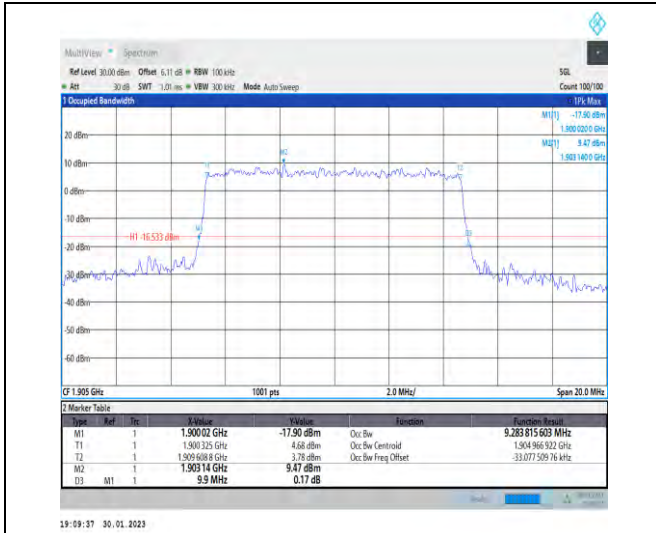 MultiView Spectrum
Ref Level 30.00 dBm Offset 6.11 dB RBW 100 kHz SGL
Att 30 dB SWT 1.01 ms VBW 300 kHz Mode Auto Sweep Count 100/100
1 Occupied Bandwidth 1Pk Max
M1[1] -17.90 dBm
1.900 020 0 GHz
M2[1] 9.47 dBm
1.903 140 0 GHz
20 dBm
M2
10 dBm
T1
T2
0 dBm
-10 dBm
M1
D3
H1 -16.533 dBm
-20 dBm
-30 dBm
-40 dBm
-50 dBm
-60 dBm
CF 1.905 GHz 1001 pts 2.0 MHz/ Span 20.0 MHz
2 Marker Table
Type Ref Trc X-Value Y-Value Function Function Result
M1 1 1.900 02 GHz -17.90 dBm Occ Bw 9.283 815 603 MHz
T1 1 1.900 325 GHz 4.68 dBm Occ Bw Centroid 1.904 966 922 GHz
T2 1 1.909 608 8 GHz 3.78 dBm Occ Bw Freq Offset -33.077 509 76 kHz
M2 1 1.903 14 GHz 9.47 dBm
D3 M1 1 9.9 MHz 0.17 dB
19:09:37 30.01.2023